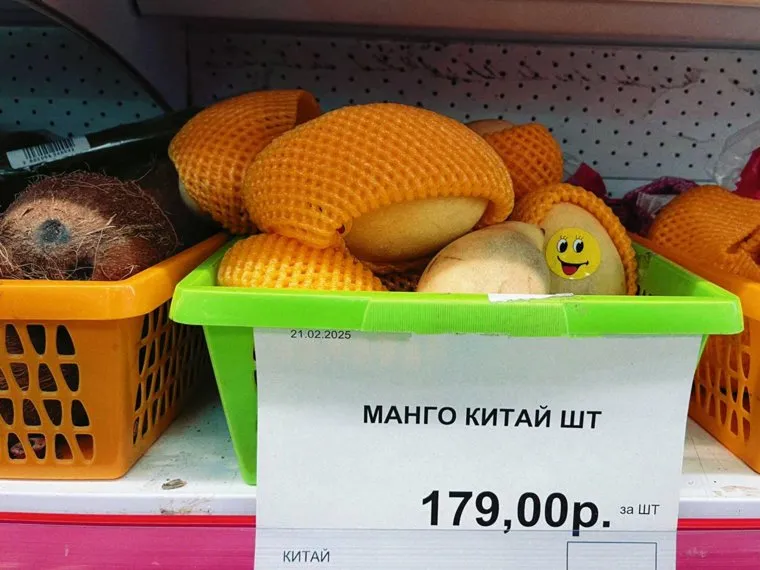 21.02.2025
МАНГО КИТАЙ ШТ
179,00р. за ШТ
КИТАЙ